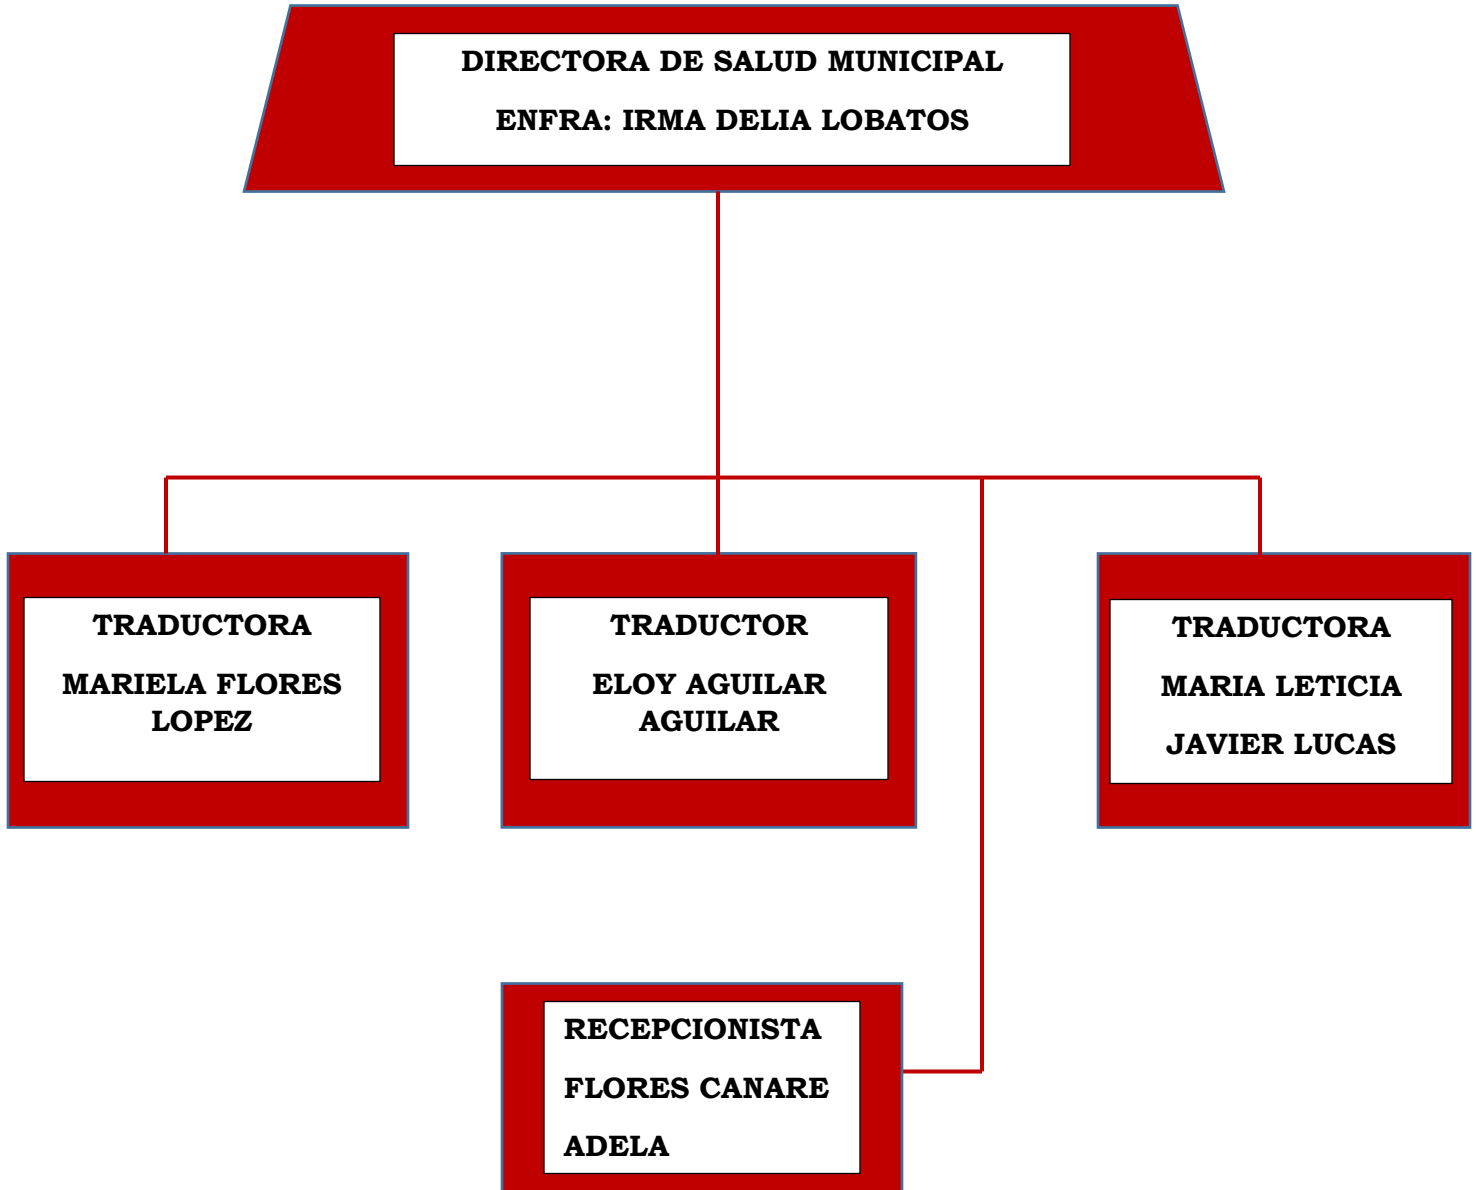 DIRECTORA DE SALUD MUNICIPAL
ENFRA: IRMA DELIA LOBATOS
TRADUCTORA
MARIELA FLORES
LOPEZ
TRADUCTOR
ELOY AGUILAR
AGUILAR
TRADUCTORA
MARIA LETICIA
JAVIER LUCAS
RECEPCIONISTA
FLORES CANARE
ADELA